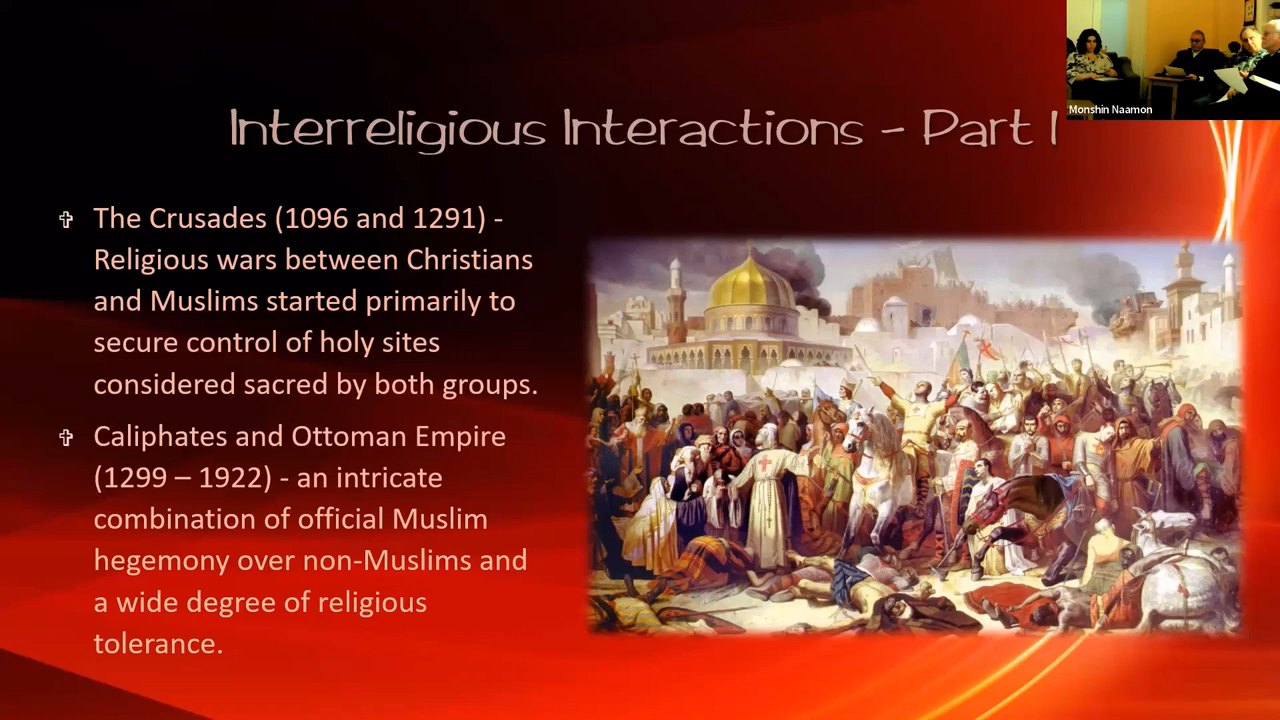 Interreligious Interactions - Part I
Monshin Naamon
The Crusades (1096 and 1291) -
Religious wars between Christians
and Muslims started primarily to
secure control of holy sites
considered sacred by both groups.
Caliphates and Ottoman Empire
(1299 – 1922) - an intricate
combination of official Muslim
hegemony over non-Muslims and
a wide degree of religious
tolerance.